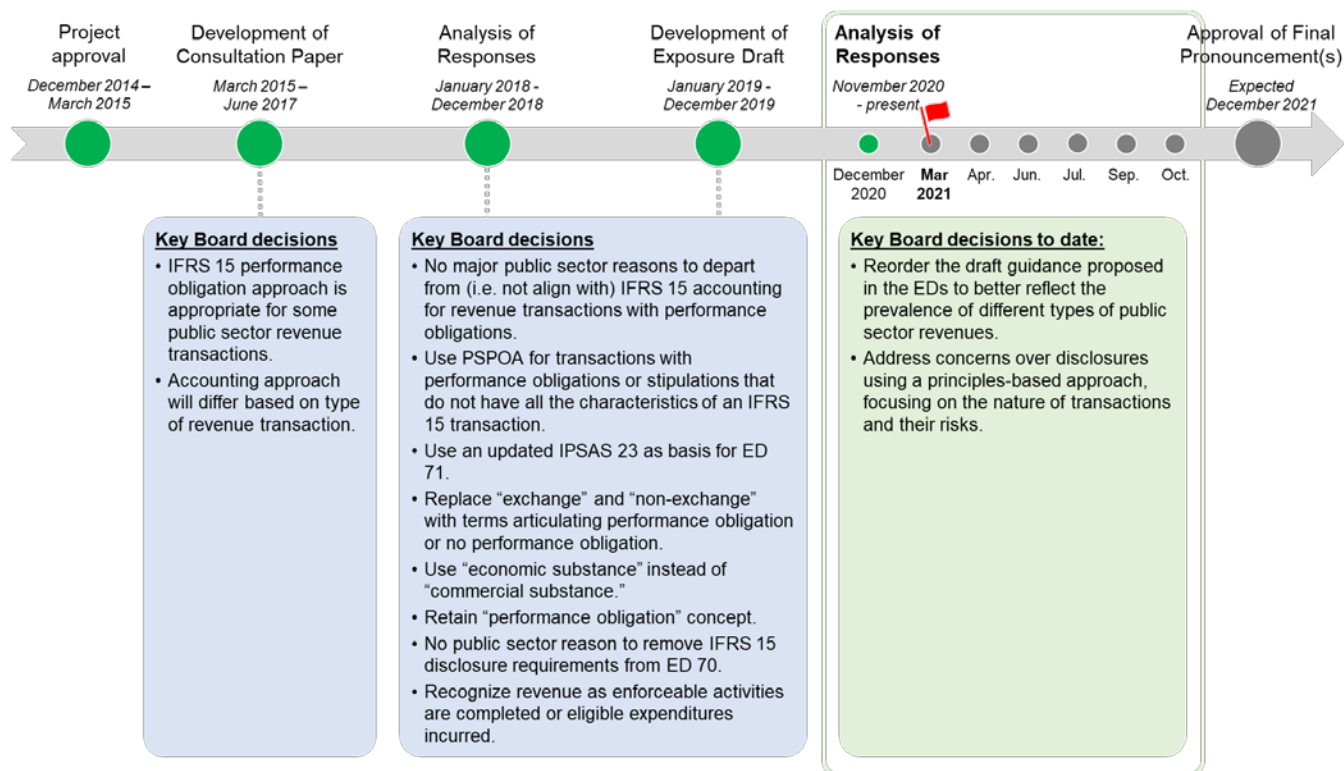 Project
approval
December 2014 –
March 2015
Development of
Consultation Paper
March 2015 –
June 2017
Analysis of
Responses
January 2018 -
December 2018
Development of
Exposure Draft
January 2019 -
December 2019
Analysis of
Responses
November 2020
- present
Approval of Final
Pronouncement(s)
Expected
December 2021
December
2020
Mar
2021
Apr.
Jun.
Jul.
Sep.
Oct.
Key Board decisions
• IFRS 15 performance
obligation approach is
appropriate for some
public sector revenue
transactions.
• Accounting approach
will differ based on type
of revenue transaction.
Key Board decisions
• No major public sector reasons to depart
from (i.e. not align with) IFRS 15 accounting
for revenue transactions with performance
obligations.
• Use PSPOA for transactions with
performance obligations or stipulations that
do not have all the characteristics of an IFRS
15 transaction.
• Use an updated IPSAS 23 as basis for ED
71.
• Replace “exchange” and “non-exchange”
with terms articulating performance obligation
or no performance obligation.
• Use “economic substance” instead of
“commercial substance.”
• Retain “performance obligation” concept.
• No public sector reason to remove IFRS 15
disclosure requirements from ED 70.
• Recognize revenue as enforceable activities
are completed or eligible expenditures
incurred.
Key Board decisions to date:
• Reorder the draft guidance proposed
in the EDs to better reflect the
prevalence of different types of public
sector revenues.
• Address concerns over disclosures
using a principles-based approach,
focusing on the nature of transactions
and their risks.